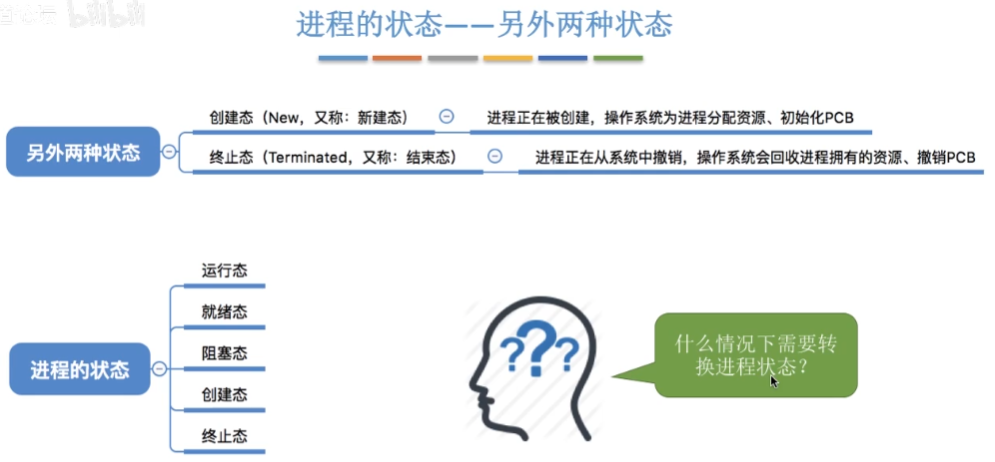 bilibili
进程的状态——另外两种状态
另外两种状态
创建态（New，又称：新建态）
进程正在被创建，操作系统为进程分配资源、初始化PCB
终止态（Terminated，又称：结束态）
进程正在从系统中撤销，操作系统会回收进程拥有的资源、撤销PCB
进程的状态
运行态
就绪态
阻塞态
创建态
终止态
???
什么情况下需要转
换进程状态？